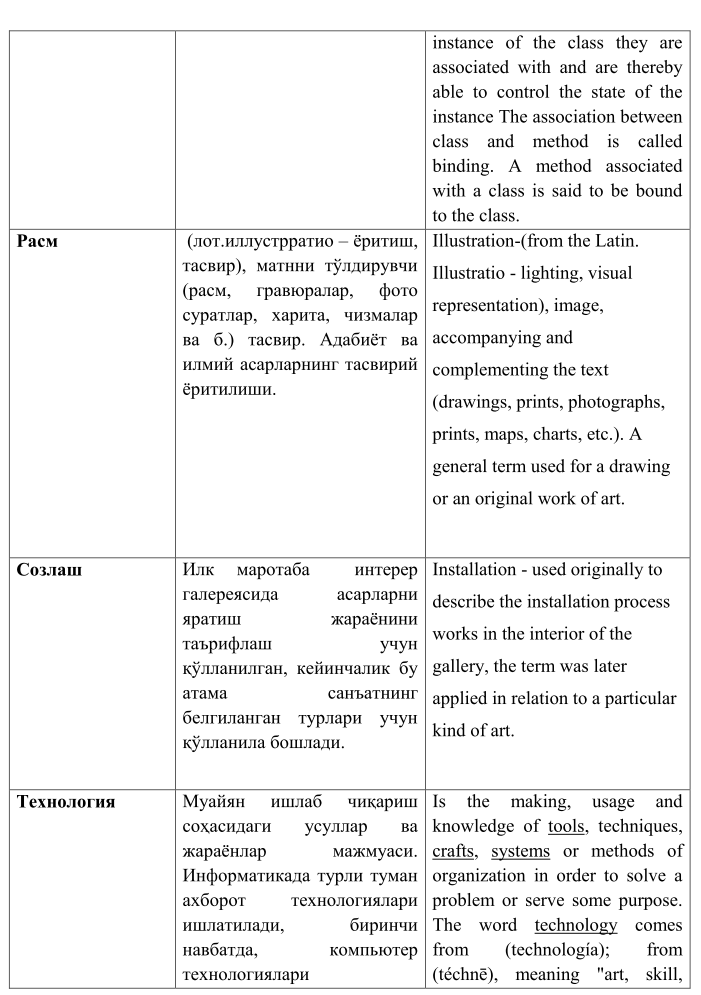 instance of the class they are
associated with and are thereby
able to control the state of the
instance The association between
class and method is called
binding. A method associated
with a class is said to be bound
to the class.
Расм
(лот.иллустрратио – ёритиш,
тасвир), матнни тўлдирувчи
(расм, гравюралар, фото
суратлар, харита, чизмалар
ва б.) тасвир. Адабиёт ва
илмий асарларнинг тасвирий
ёритилиши.
Illustration-(from the Latin.
Illustratio - lighting, visual
representation), image,
accompanying and
complementing the text
(drawings, prints, photographs,
prints, maps, charts, etc.). A
general term used for a drawing
or an original work of art.
Созлаш
Илк маротаба интерер
галереясида асарларни
яратиш жараёнини
таърифлаш учун
қўлланилган, кейинчалик бу
атама санъатнинг
белгиланган турлари учун
қўлланила бошлади.
Installation - used originally to
describe the installation process
works in the interior of the
gallery, the term was later
applied in relation to a particular
kind of art.
Технология
Муайян ишлаб чиқариш
соҳасидаги усуллар ва
жараёнлар мажмуаси.
Информатикада турли туман
ахборот технологиялари
ишлатилади, биринчи
навбатда, компьютер
технологиялари
Is the making, usage and
knowledge of tools, techniques,
crafts, systems or methods of
organization in order to solve a
problem or serve some purpose.
The word technology comes
from (technología); from
(téchnē), meaning "art, skill,